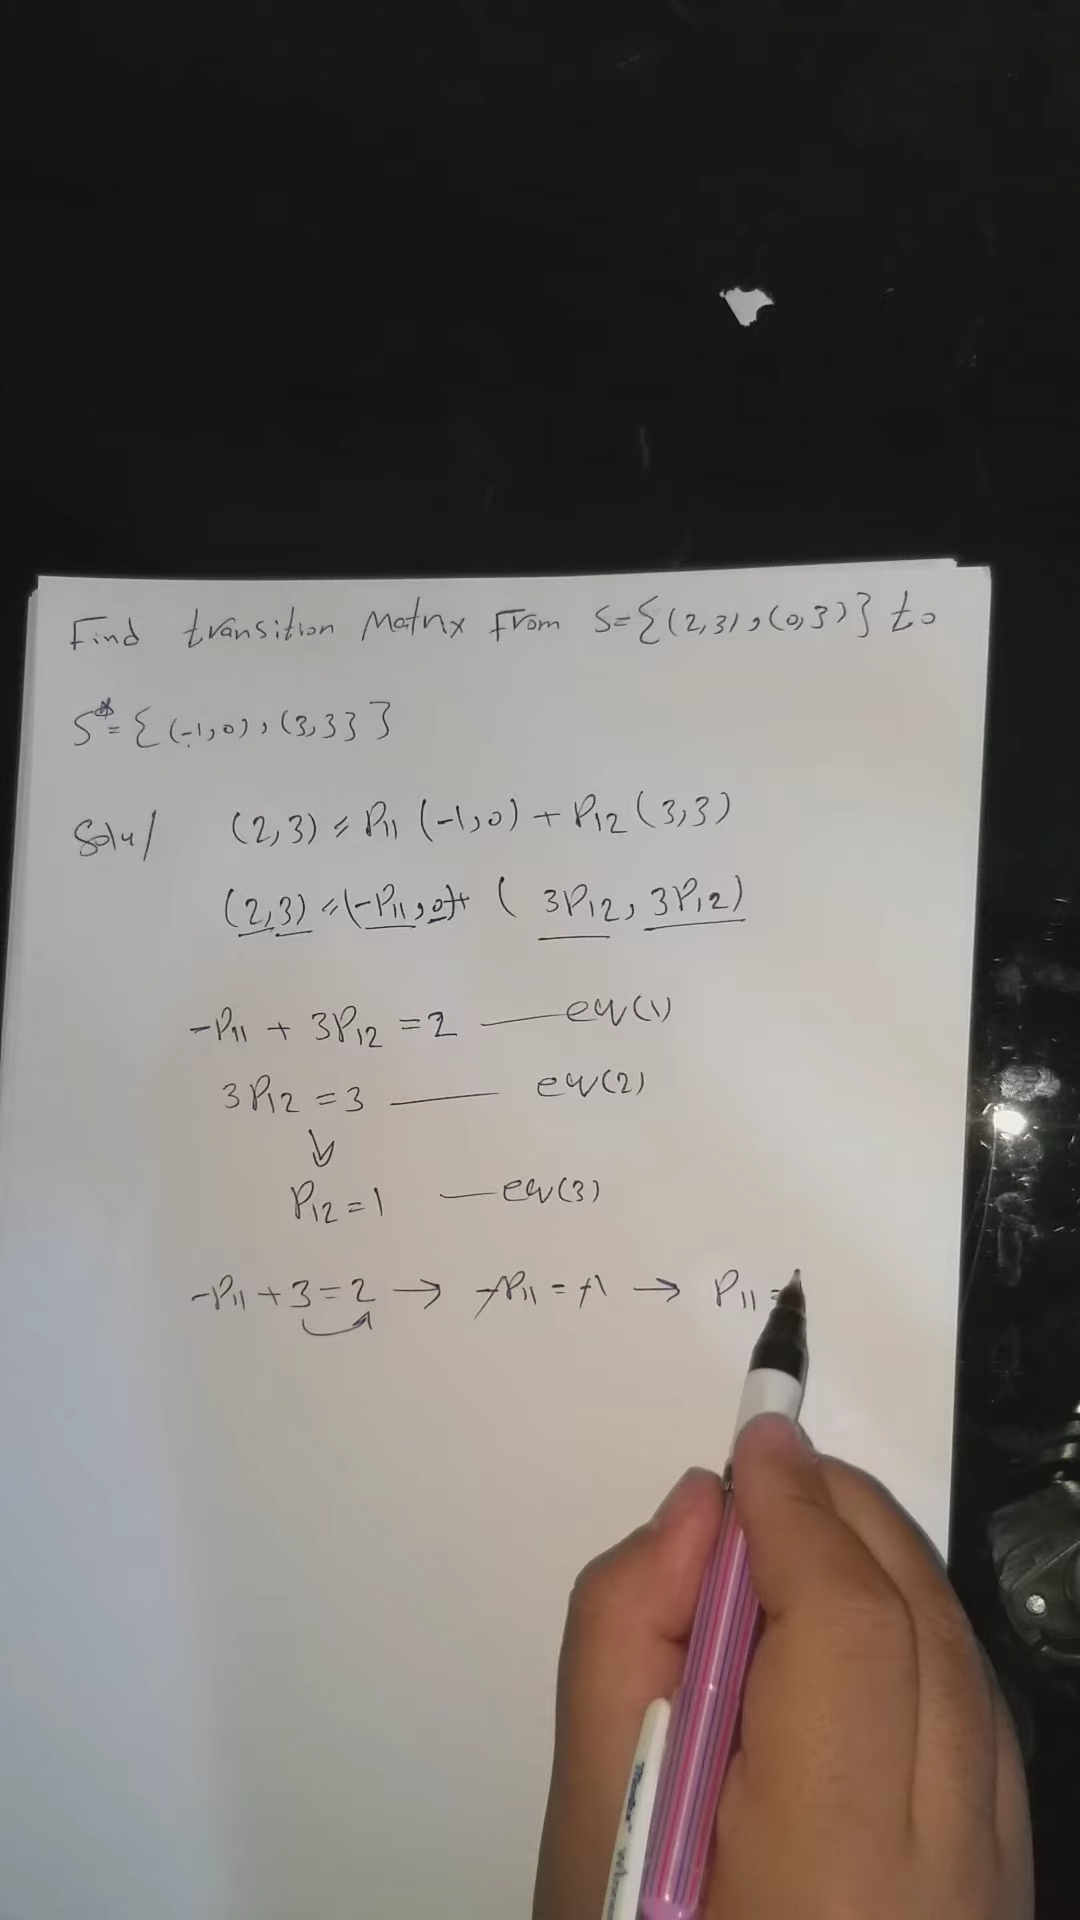 Find transition Matrix From S={(2,3),(0,3)} to
S*={(-1,0),(3,3}}
Solu/ (2,3) = P11 (-1,0) + P12 (3,3)
(2,3) = (-P11, 0)+ ( 3P12, 3P12)
-P11 + 3P12 = 2 — eq(1)
3P12 = 3 — eq(2)
↓
P12 = 1 — eq(3)
-P11 + 3 = 2 → -P11 = -1 → P11 =